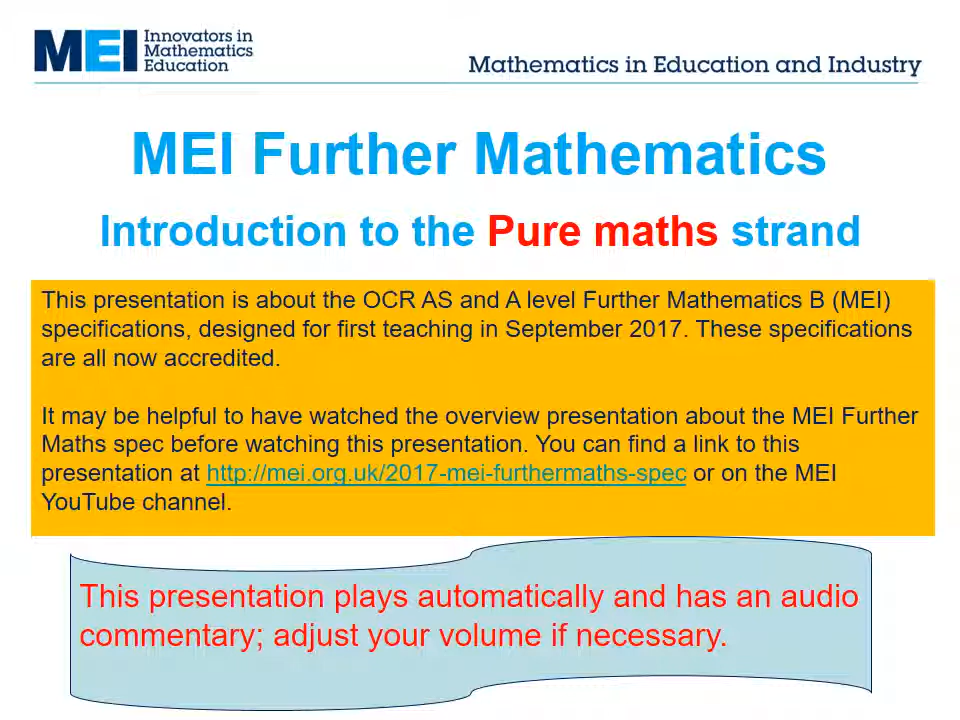 MEI Innovators in
Mathematics
Education
Mathematics in Education and Industry
MEI Further Mathematics
Introduction to the Pure maths strand
This presentation is about the OCR AS and A level Further Mathematics B (MEI)
specifications, designed for first teaching in September 2017. These specifications
are all now accredited.
It may be helpful to have watched the overview presentation about the MEI Further
Maths spec before watching this presentation. You can find a link to this
presentation at http://mei.org.uk/2017-mei-furthermaths-spec or on the MEI
YouTube channel.
This presentation plays automatically and has an audio
commentary; adjust your volume if necessary.